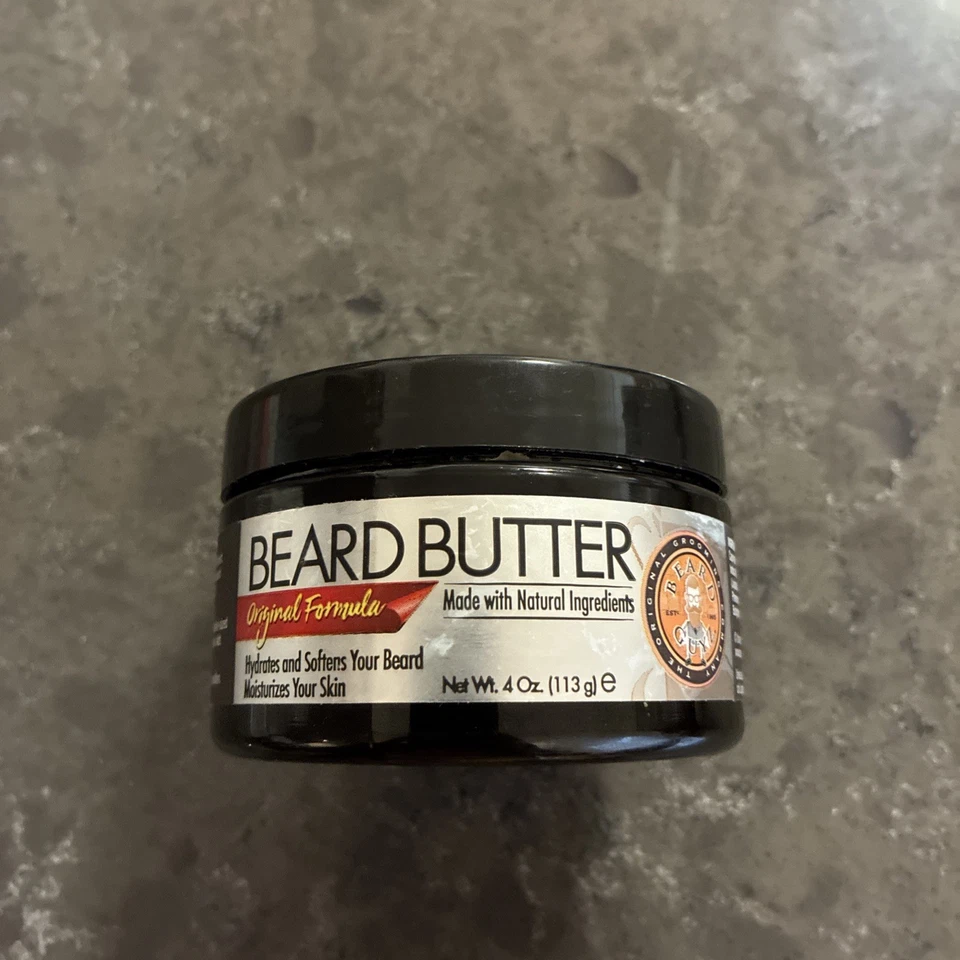 BEARD BUTTER
Original Formula
Made with Natural Ingredients
Hydrates and Softens Your Beard
Moisturizes Your Skin
Net Wt. 4 Oz. (113 g) ℮
THE ORIGINAL GROOMING COMPANY
BEARD
EST.
GUYZ